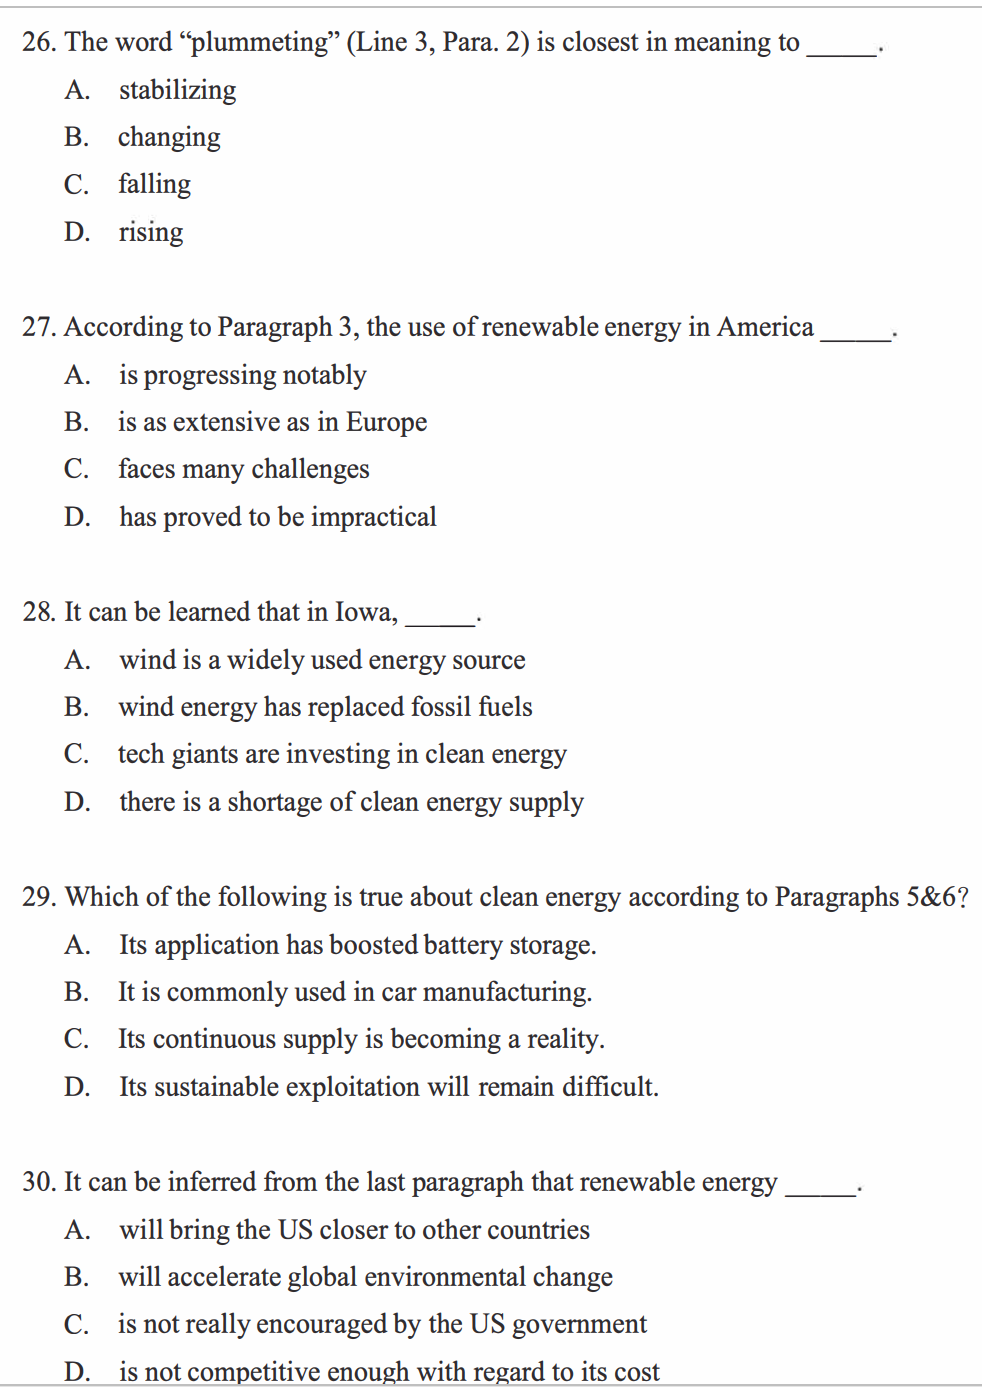 26. The word “plummeting” (Line 3, Para. 2) is closest in meaning to _____.
A. stabilizing
B. changing
C. falling
D. rising
27. According to Paragraph 3, the use of renewable energy in America _____.
A. is progressing notably
B. is as extensive as in Europe
C. faces many challenges
D. has proved to be impractical
28. It can be learned that in Iowa, _____.
A. wind is a widely used energy source
B. wind energy has replaced fossil fuels
C. tech giants are investing in clean energy
D. there is a shortage of clean energy supply
29. Which of the following is true about clean energy according to Paragraphs 5&6?
A. Its application has boosted battery storage.
B. It is commonly used in car manufacturing.
C. Its continuous supply is becoming a reality.
D. Its sustainable exploitation will remain difficult.
30. It can be inferred from the last paragraph that renewable energy _____.
A. will bring the US closer to other countries
B. will accelerate global environmental change
C. is not really encouraged by the US government
D. is not competitive enough with regard to its cost